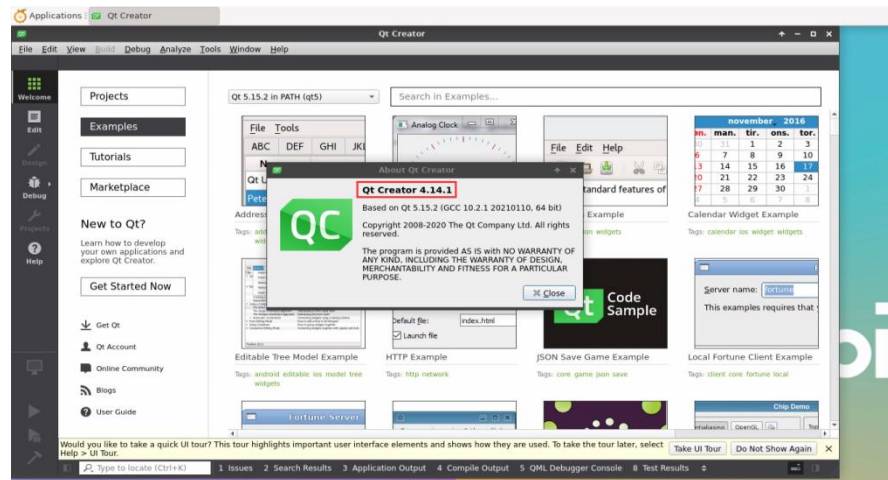 Applications
Qt Creator
Qt Creator
File Edit View Build Debug Analyze Tools Window Help
Welcome
Edit
Design
Debug
Projects
Help
Projects
Examples
Tutorials
Marketplace
New to Qt?
Learn how to develop
your own applications and
explore Qt Creator.
Get Started Now
Get Qt
Qt Account
Online Community
Blogs
User Guide
Qt 5.15.2 in PATH (qt5)
Search in Examples...
File Tools
ABC DEF GHI JKL
Analog Clock
File Edit Help
november 2016
man. tir. ons. tor.
31 1 2 3
7 8 9 10
14 15 16 17
21 22 23 24
28 29 30 1
5 6 7 8
About Qt Creator
Qt Creator 4.14.1
Based on Qt 5.15.2 (GCC 10.2.1 20210110, 64 bit)
Copyright 2008-2020 The Qt Company Ltd. All rights
reserved.
The program is provided AS IS with NO WARRANTY OF
ANY KIND, INCLUDING THE WARRANTY OF DESIGN,
MERCHANTABILITY AND FITNESS FOR A PARTICULAR
PURPOSE.
Close
QC
tandard features of
Example
Calendar Widget Example
Tags: calendar ios widget widgets
Default file: index.html
Launch file
Qt Code
Sample
Server name: fortune
This examples requires that
Editable Tree Model Example
Tags: android editable ios model tree
widgets
HTTP Example
Tags: http network
JSON Save Game Example
Tags: core game json save
Local Fortune Client Example
Tags: client core fortune local
Fortune Server
Chip Demo
OpenGL
Would you like to take a quick UI tour? This tour highlights important user interface elements and shows how they are used. To take the tour later, select
Help > UI Tour.
Take UI Tour
Do Not Show Again
Type to locate (Ctrl+K)
1 Issues 2 Search Results 3 Application Output 4 Compile Output 5 QML Debugger Console 8 Test Results